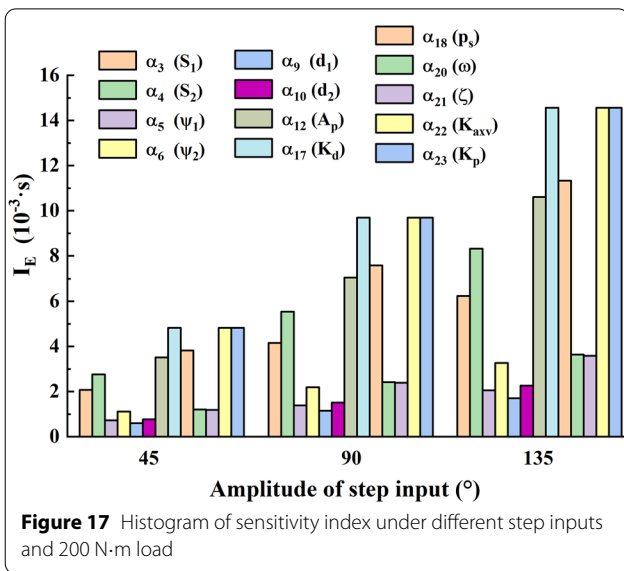 I_E (10⁻³·s)
16
14
12
10
8
6
4
2
0
α₃ (S₁)
α₄ (S₂)
α₅ (ψ₁)
α₆ (ψ₂)
α₉ (d₁)
α₁₀ (d₂)
α₁₂ (Aₚ)
α₁₇ (K_d)
α₁₈ (pₛ)
α₂₀ (ω)
α₂₁ (ζ)
α₂₂ (Kₐₓᵥ)
α₂₃ (Kₚ)
45 90 135
Amplitude of step input (°)
Figure 17 Histogram of sensitivity index under different step inputs
and 200 N·m load